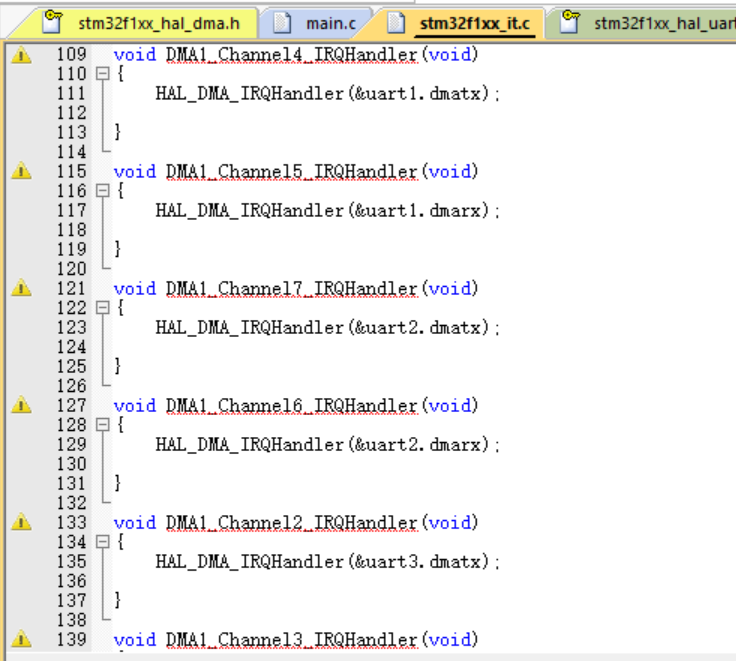 stm32f1xx_hal_dma.h main.c stm32f1xx_it.c stm32f1xx_hal_uart
109 void DMA1_Channel4_IRQHandler(void)
110 {
111 HAL_DMA_IRQHandler(&uart1.dmatx);
112
113 }
114
115 void DMA1_Channel5_IRQHandler(void)
116 {
117 HAL_DMA_IRQHandler(&uart1.dmarx);
118
119 }
120
121 void DMA1_Channel7_IRQHandler(void)
122 {
123 HAL_DMA_IRQHandler(&uart2.dmatx);
124
125 }
126
127 void DMA1_Channel6_IRQHandler(void)
128 {
129 HAL_DMA_IRQHandler(&uart2.dmarx);
130
131 }
132
133 void DMA1_Channel2_IRQHandler(void)
134 {
135 HAL_DMA_IRQHandler(&uart3.dmatx);
136
137 }
138
139 void DMA1_Channel3_IRQHandler(void)